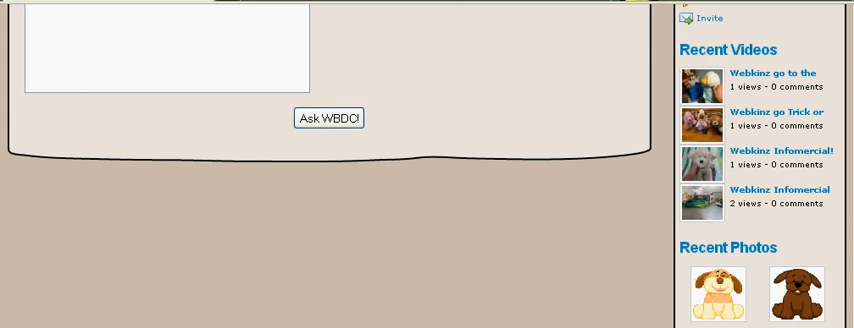 Invite
Recent Videos
Webkinz go to the
1 views - 0 comments
Webkinz go Trick or
1 views - 0 comments
Webkinz Infomercial!
1 views - 0 comments
Webkinz Infomercial
2 views - 0 comments
Recent Photos
Ask WBDC!